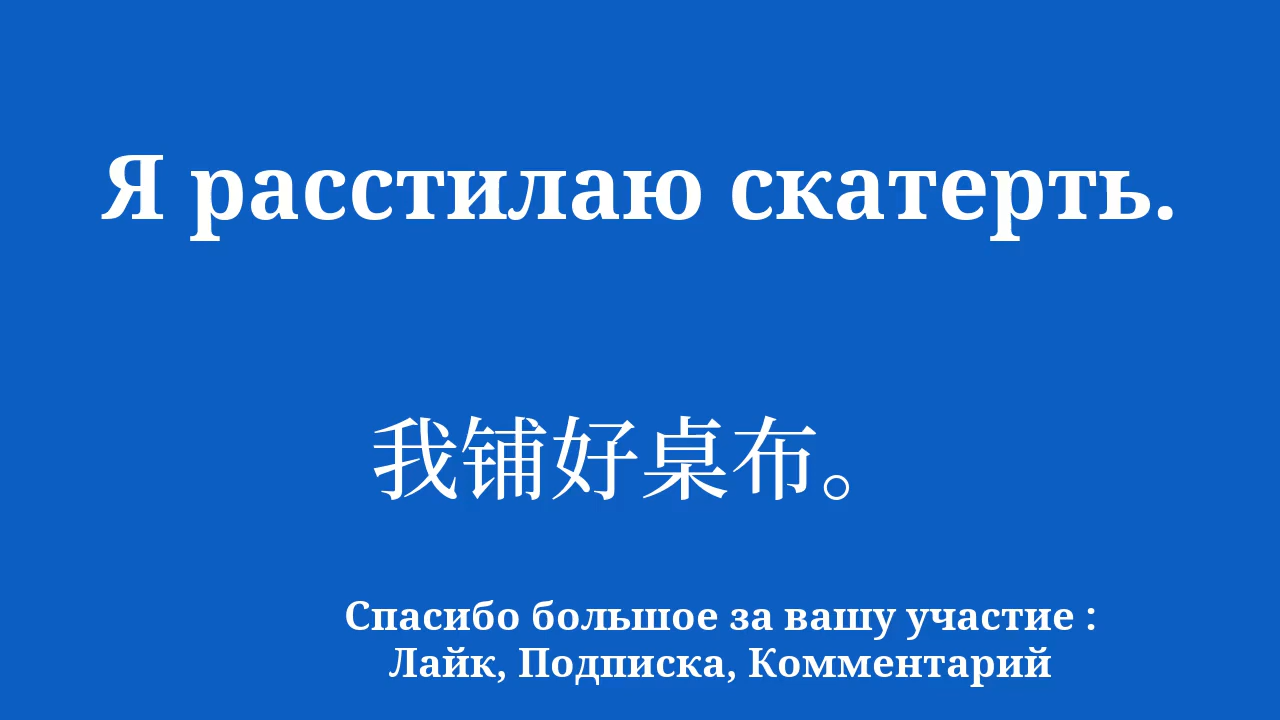 Я расстилаю скатерть.
我铺好桌布。
Спасибо большое за вашу участие :
Лайк, Подписка, Комментарий